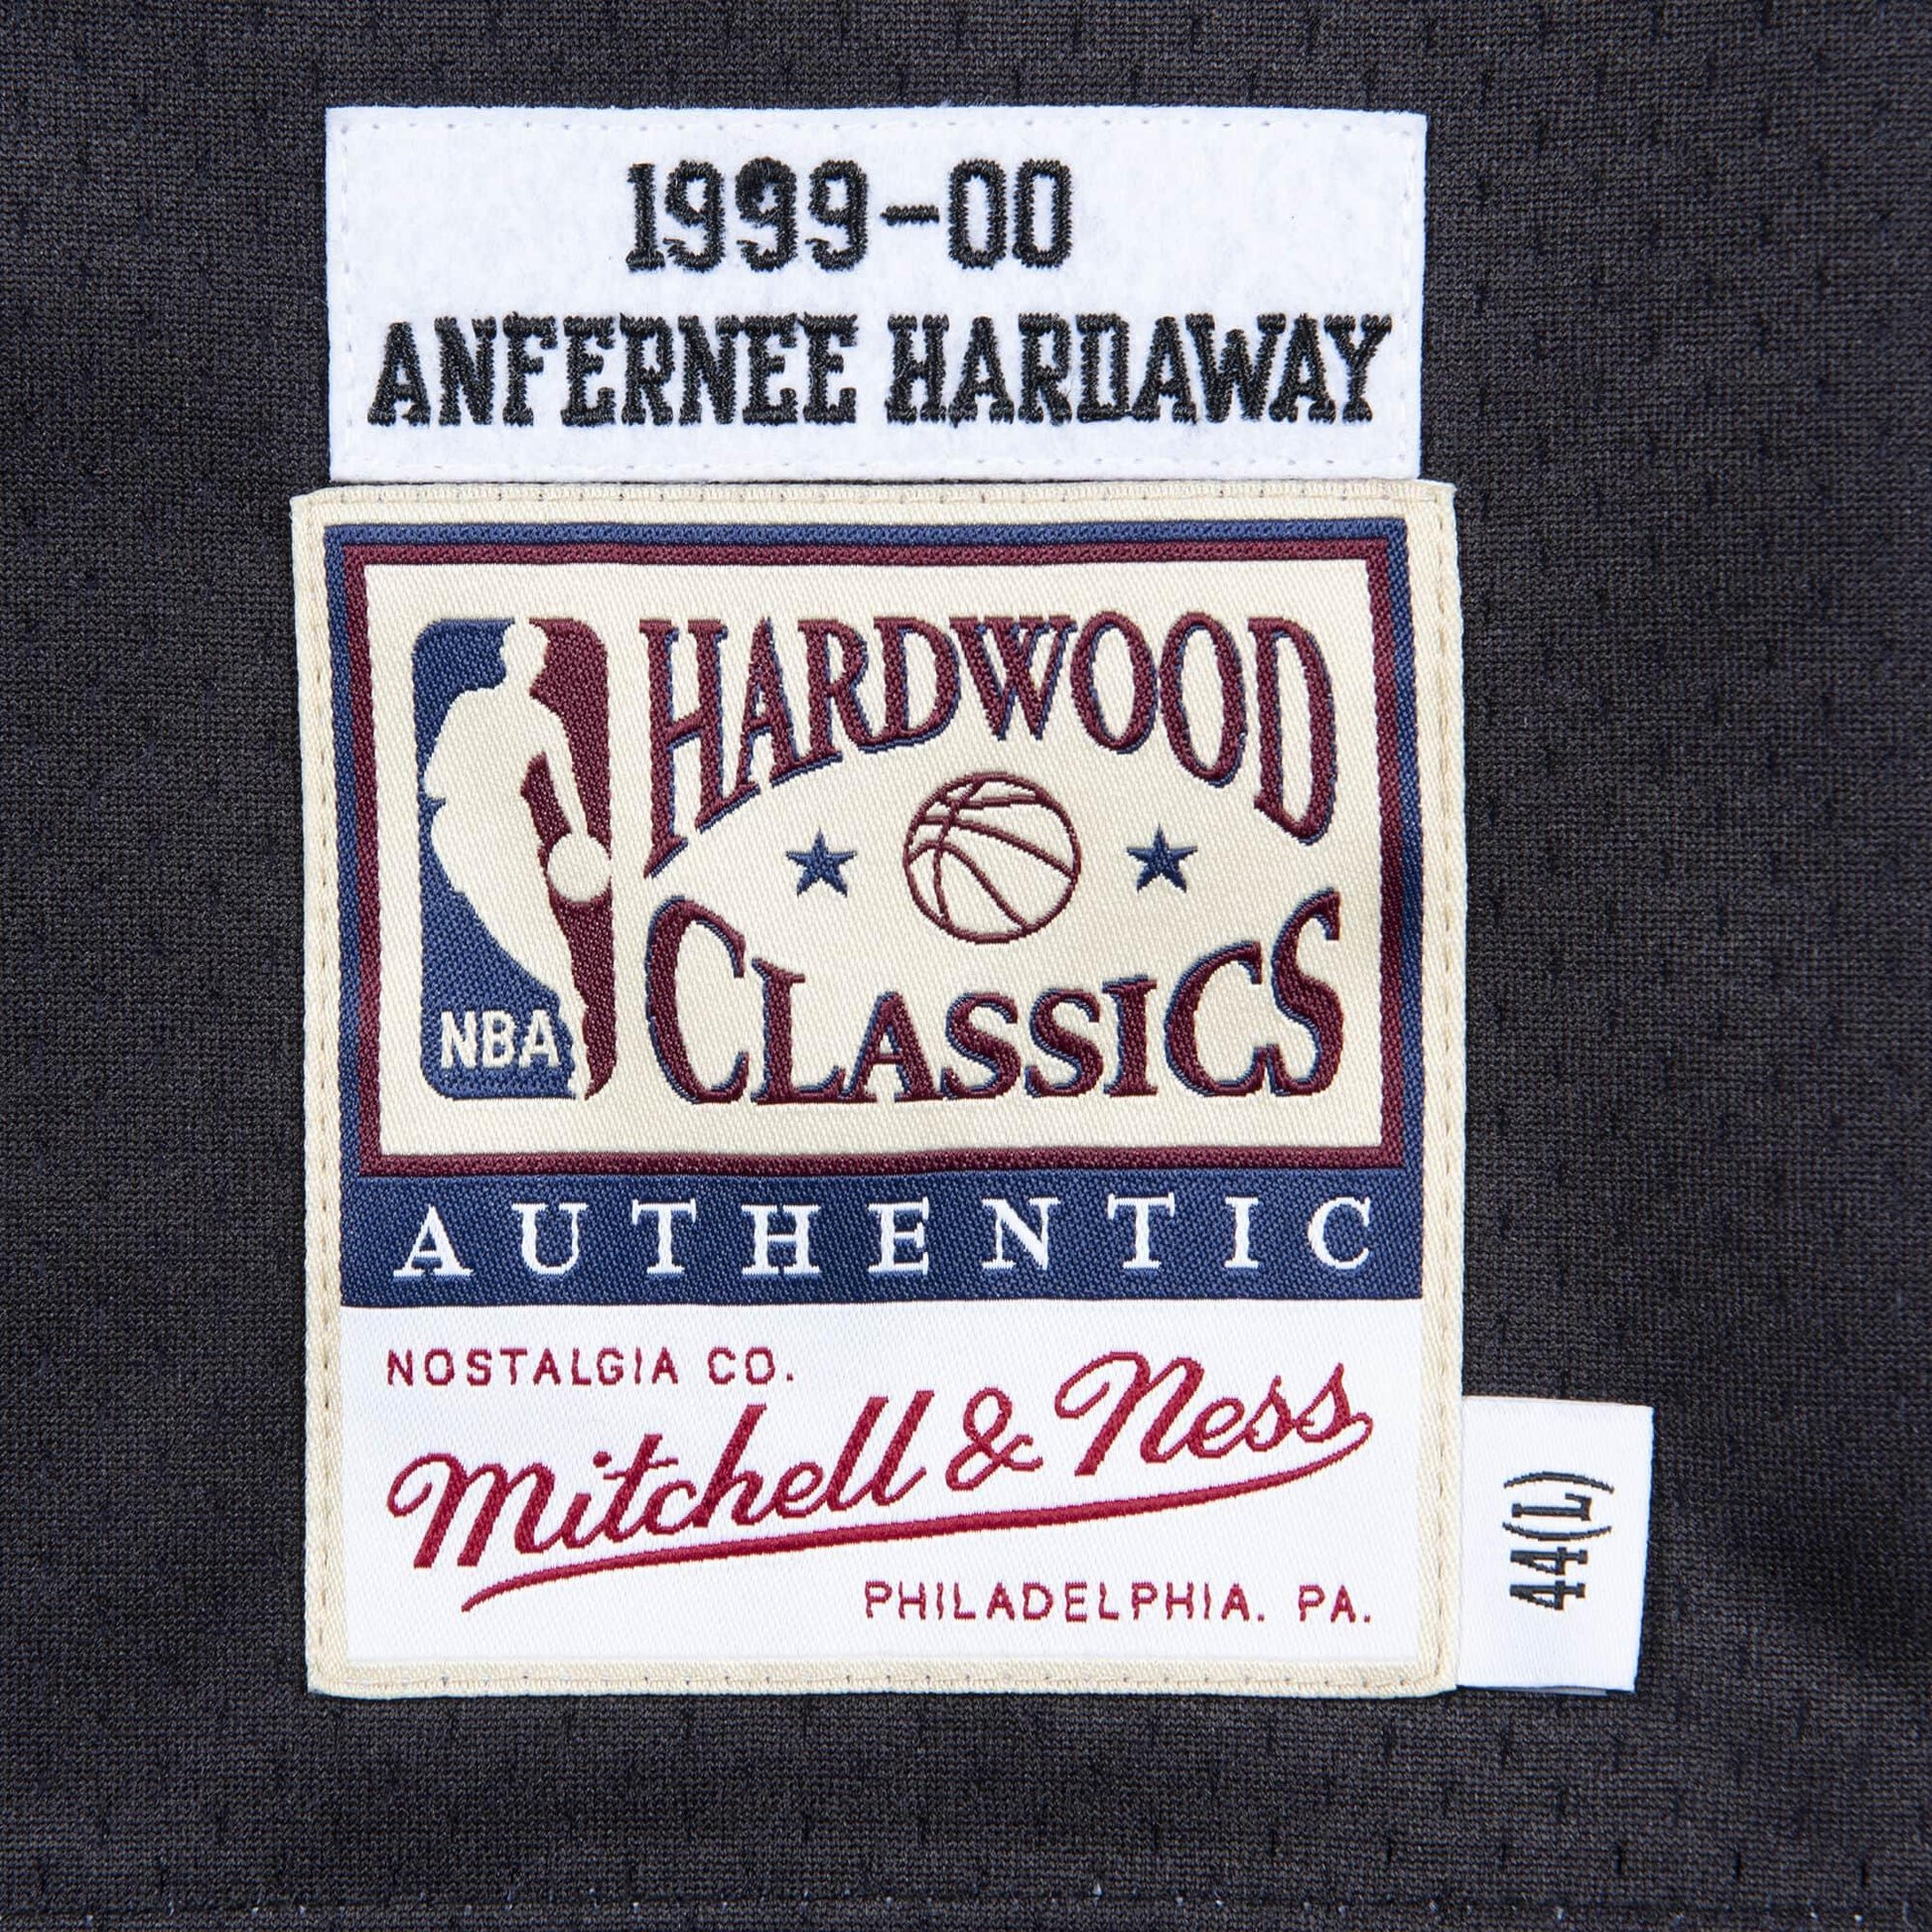 1999-00
ANFERNEE HARDAWAY
HARDWOOD
CLASSICS
NBA
AUTHENTIC
NOSTALGIA CO.
Mitchell & Ness
PHILADELPHIA. PA.
44(L)